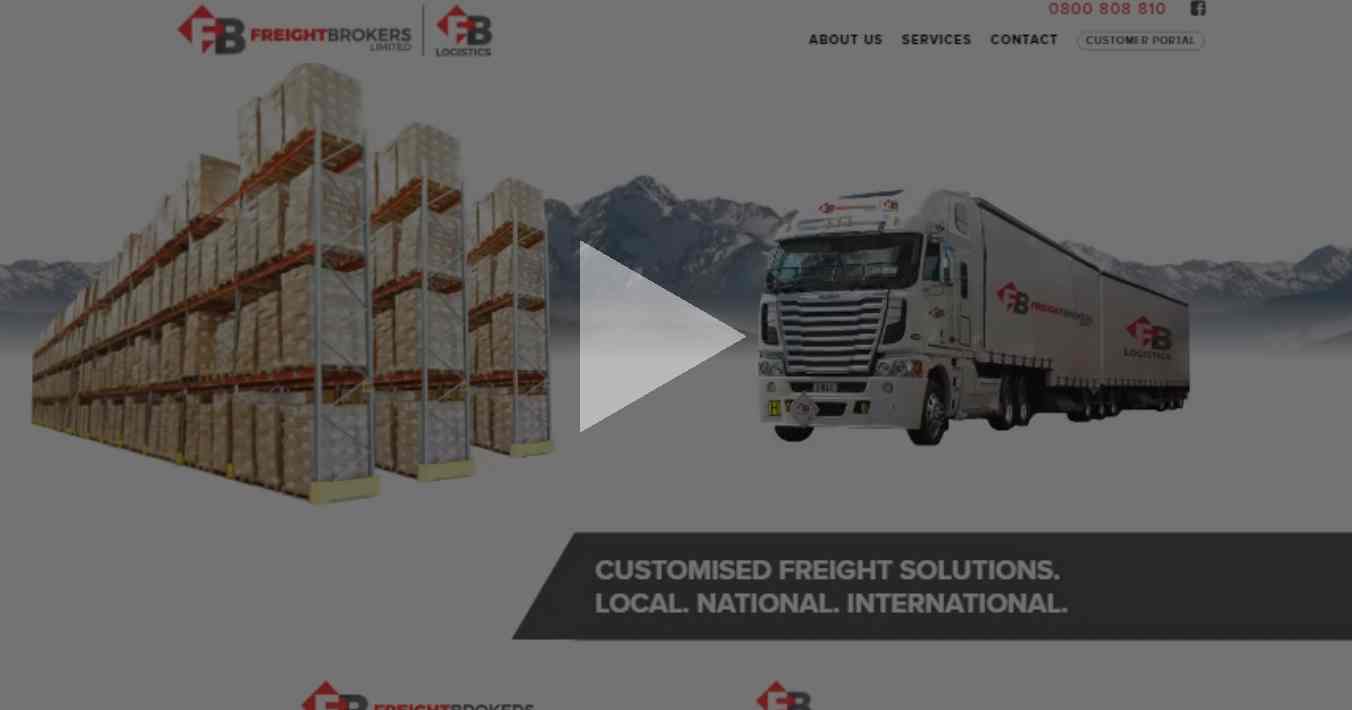 FB FREIGHTBROKERS LIMITED
FB LOGISTICS
0800 808 810
ABOUT US SERVICES CONTACT CUSTOMER PORTAL
FB FREIGHTBROKERS
FB LOGISTICS
CUSTOMISED FREIGHT SOLUTIONS.
LOCAL. NATIONAL. INTERNATIONAL.
FB FREIGHTBROKERS
FB